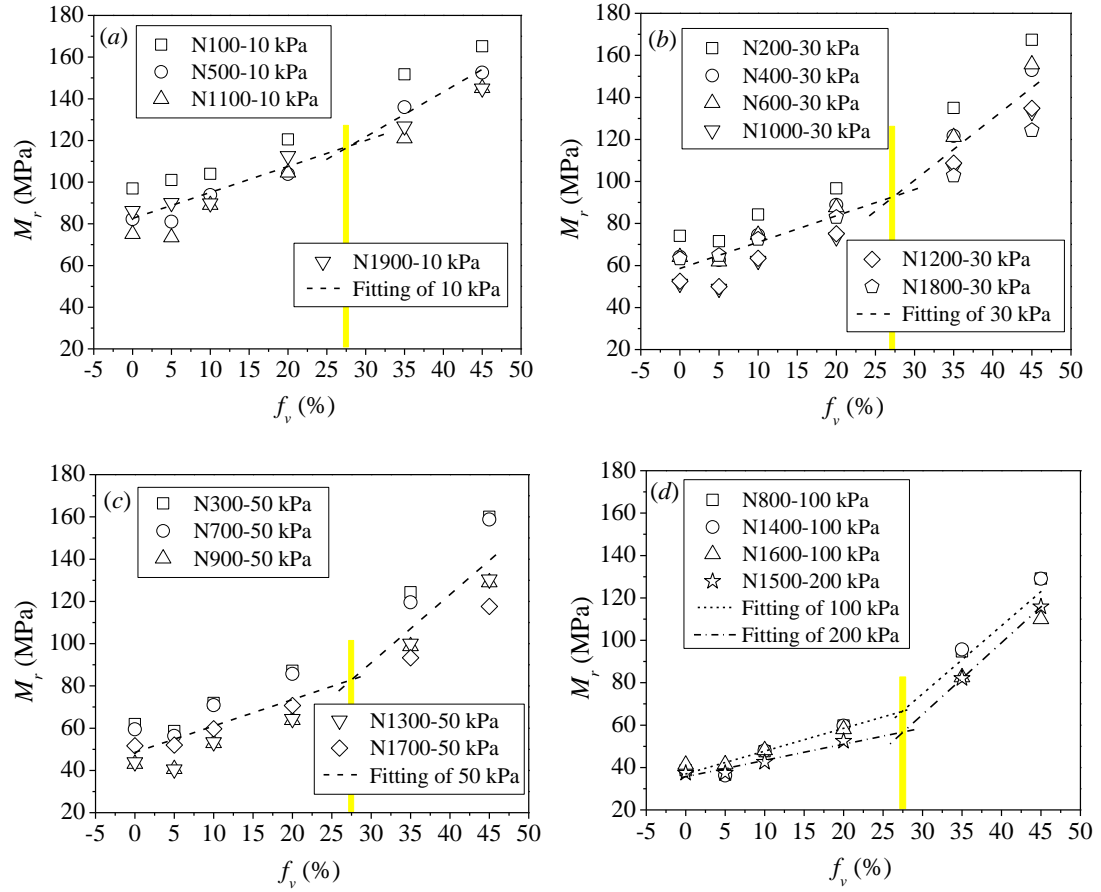 (a)
N100-10 kPa
N500-10 kPa
N1100-10 kPa
N1900-10 kPa
Fitting of 10 kPa
180
160
140
120
100
80
60
40
20
-5 0 5 10 15 20 25 30 35 40 45 50
M_r (MPa)
f_v (%)
(b)
N200-30 kPa
N400-30 kPa
N600-30 kPa
N1000-30 kPa
N1200-30 kPa
N1800-30 kPa
Fitting of 30 kPa
180
160
140
120
100
80
60
40
20
-5 0 5 10 15 20 25 30 35 40 45 50
M_r (MPa)
f_v (%)
(c)
N300-50 kPa
N700-50 kPa
N900-50 kPa
N1300-50 kPa
N1700-50 kPa
Fitting of 50 kPa
180
160
140
120
100
80
60
40
20
-5 0 5 10 15 20 25 30 35 40 45 50
M_r (MPa)
f_v (%)
(d)
N800-100 kPa
N1400-100 kPa
N1600-100 kPa
N1500-200 kPa
Fitting of 100 kPa
Fitting of 200 kPa
180
160
140
120
100
80
60
40
20
-5 0 5 10 15 20 25 30 35 40 45 50
M_r (MPa)
f_v (%)